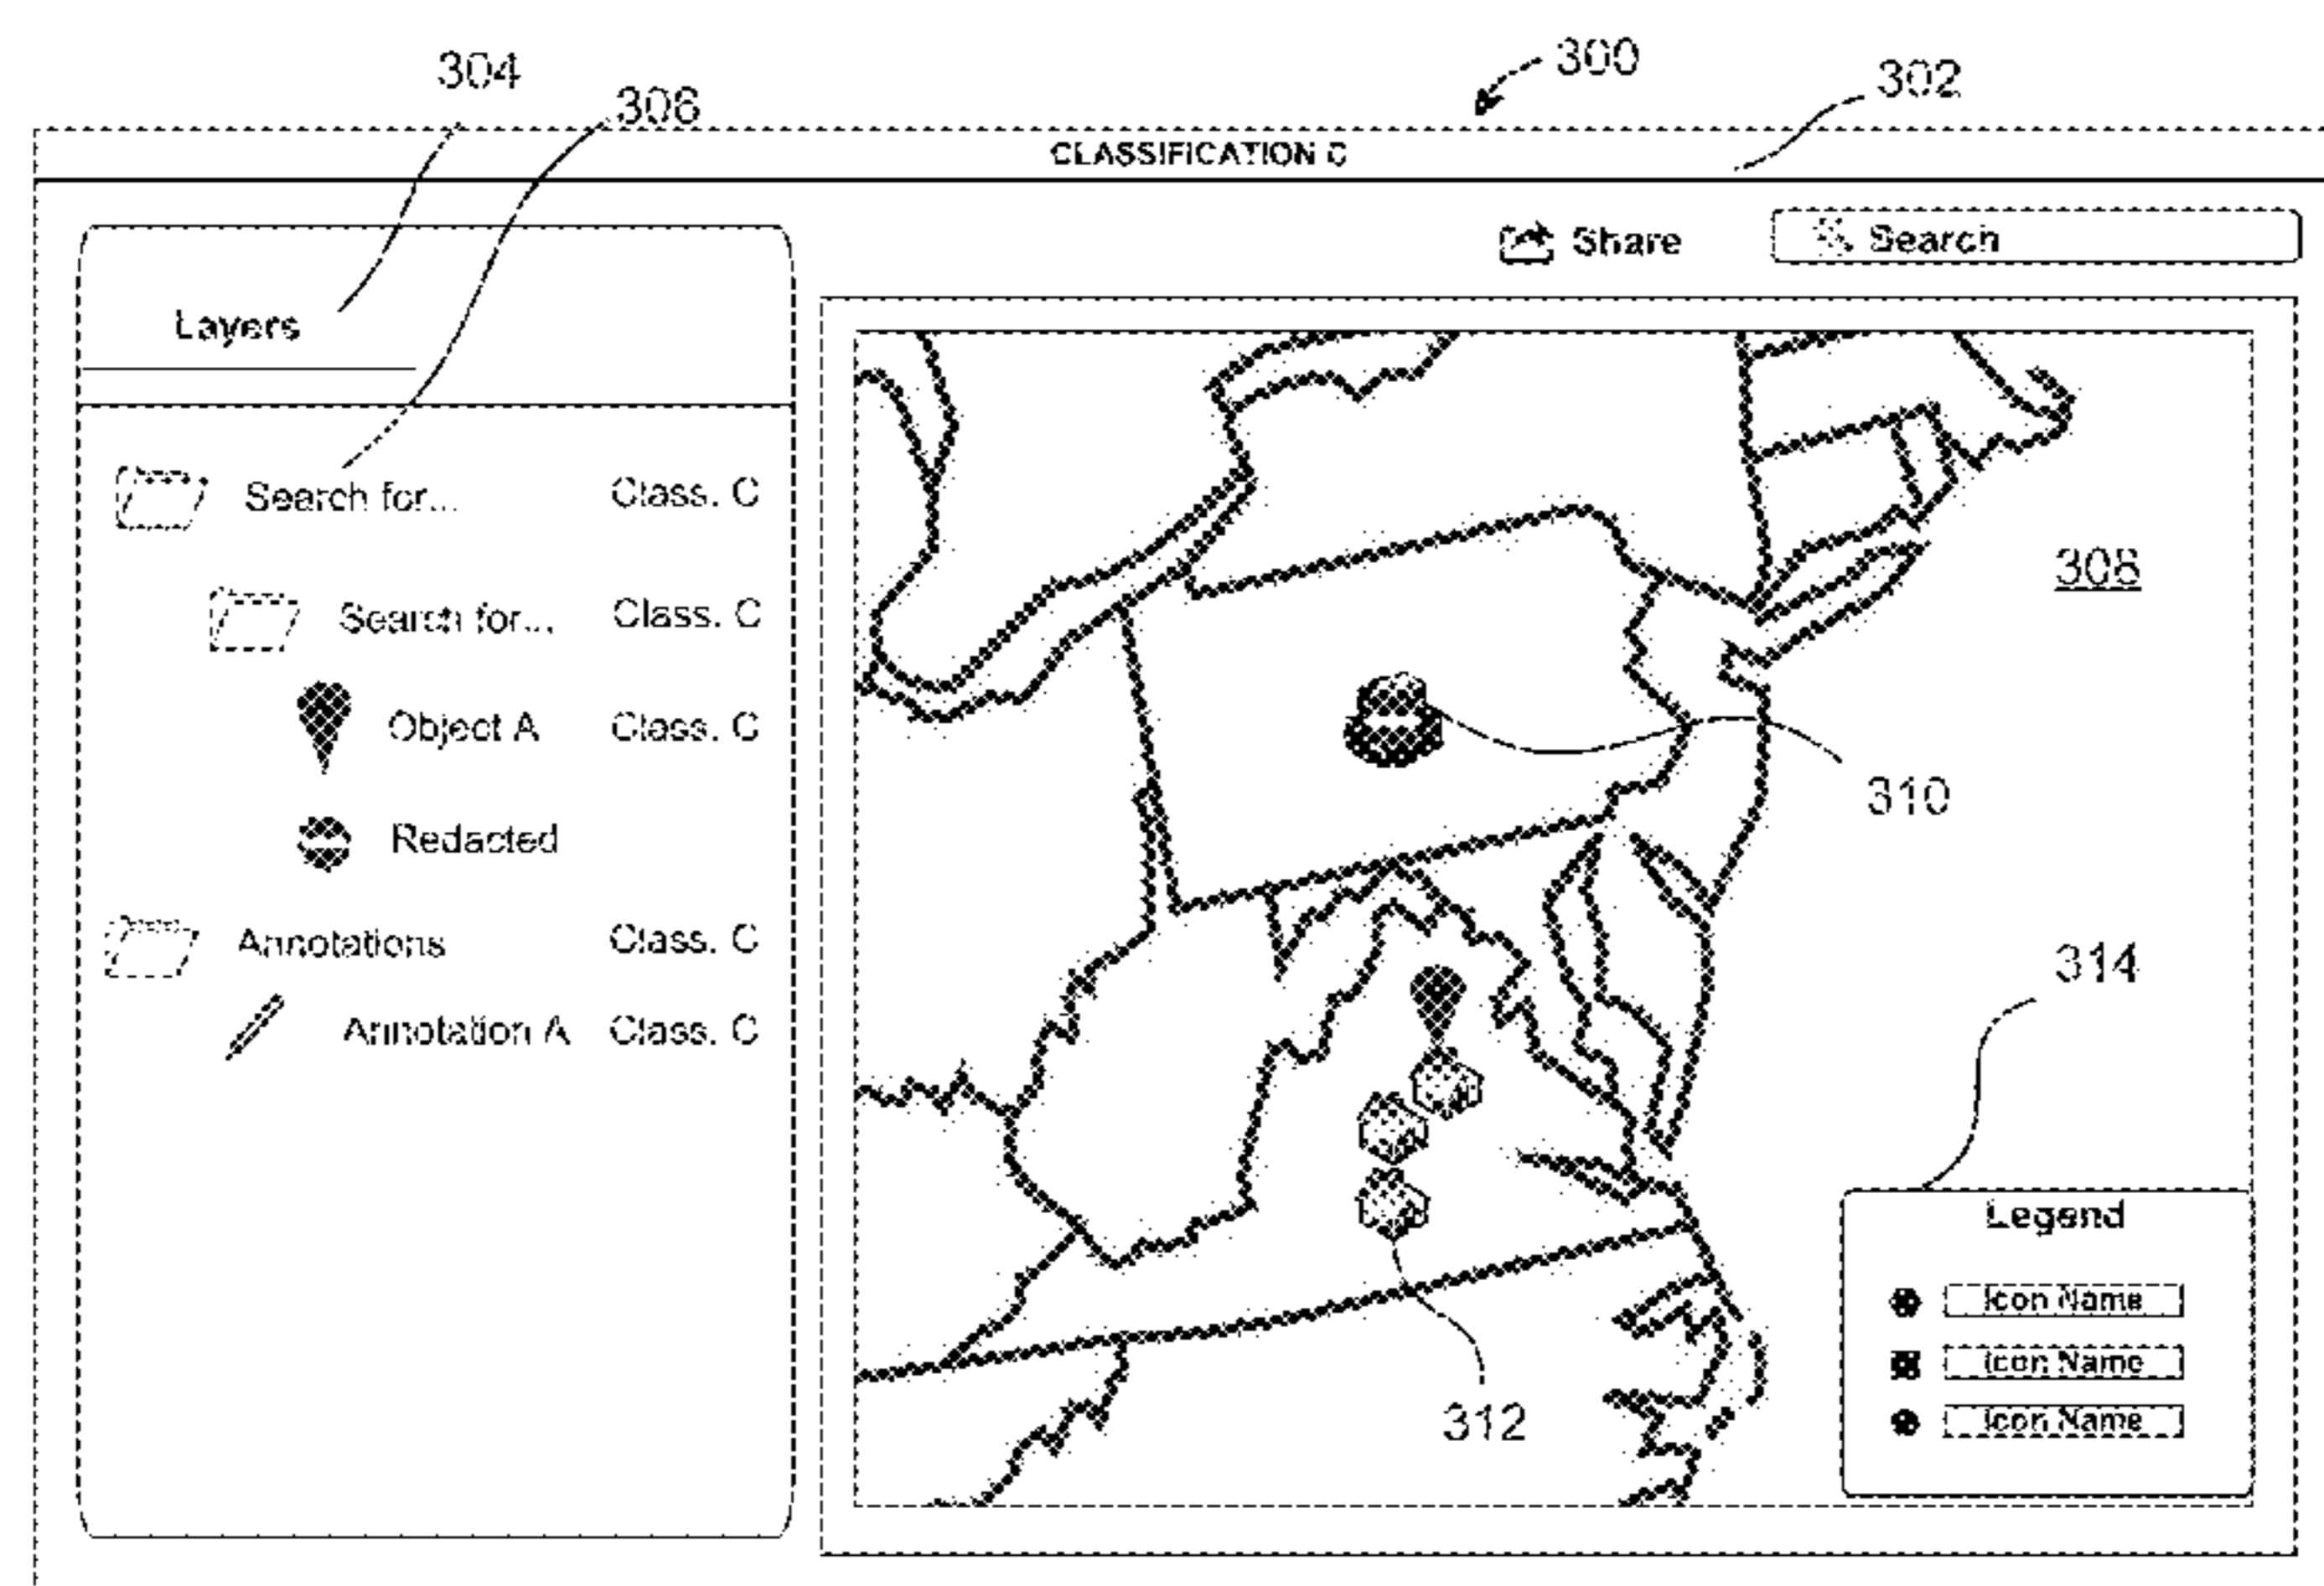 300
304
302
306
CLASSIFICATION C
Share
Search
Layers
Search for... Class. C
Search for... Class. C
Object A Class. C
Redacted
Annotations Class. C
Annotation A Class. C
308
310
314
312
Legend
Icon Name
Icon Name
Icon Name